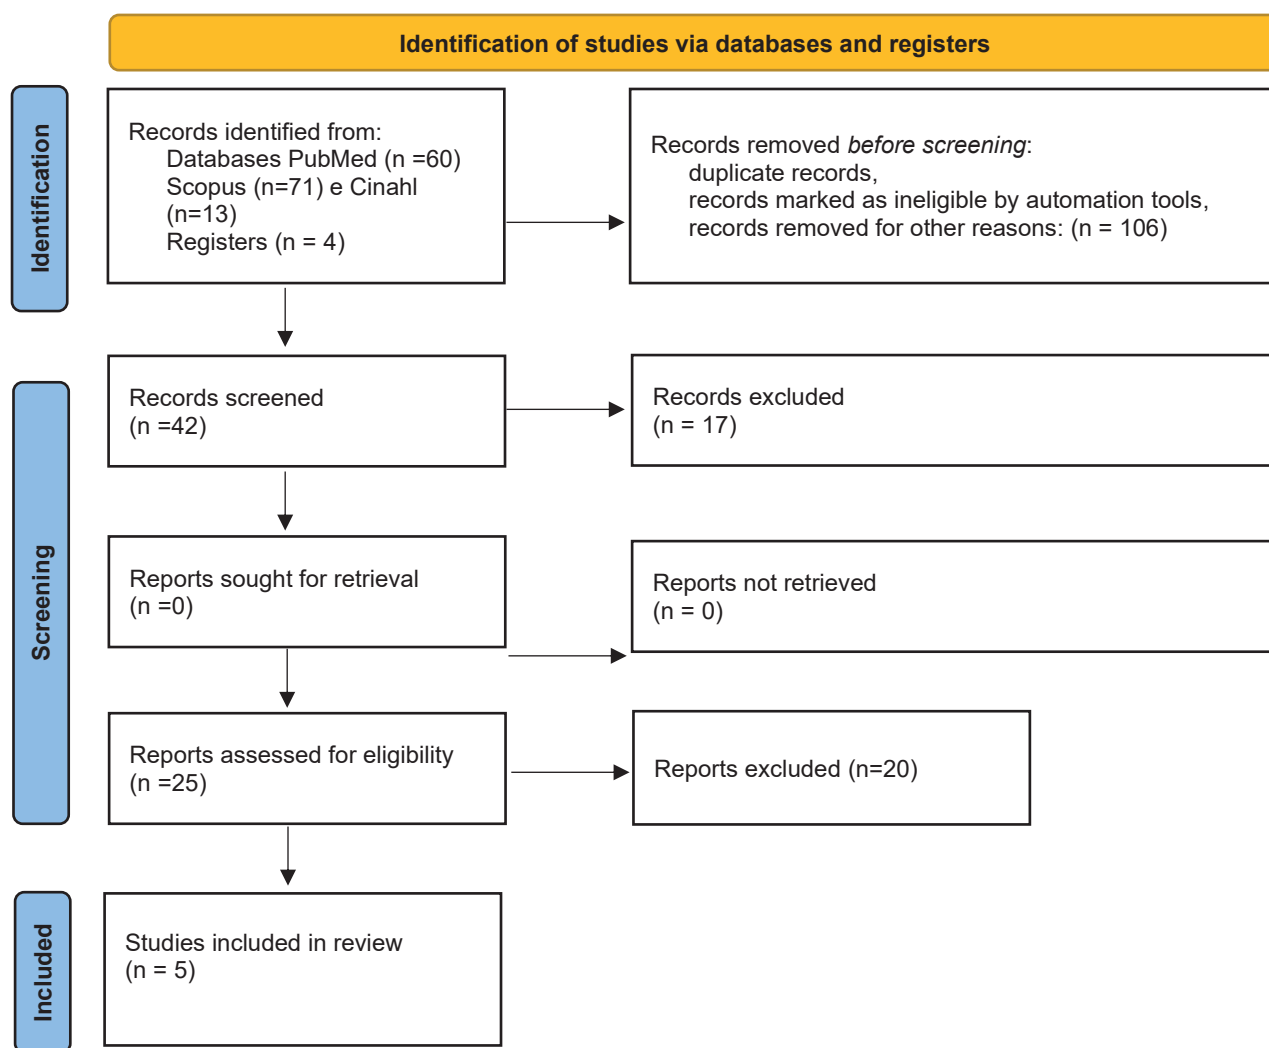 Identification of studies via databases and registers
Identification
Records identified from:
Databases PubMed (n =60)
Scopus (n=71) e Cinahl
(n=13)
Registers (n = 4)
Records removed before screening:
duplicate records,
records marked as ineligible by automation tools,
records removed for other reasons: (n = 106)
Screening
Records screened
(n =42)
Records excluded
(n = 17)
Reports sought for retrieval
(n =0)
Reports not retrieved
(n = 0)
Reports assessed for eligibility
(n =25)
Reports excluded (n=20)
Included
Studies included in review
(n = 5)